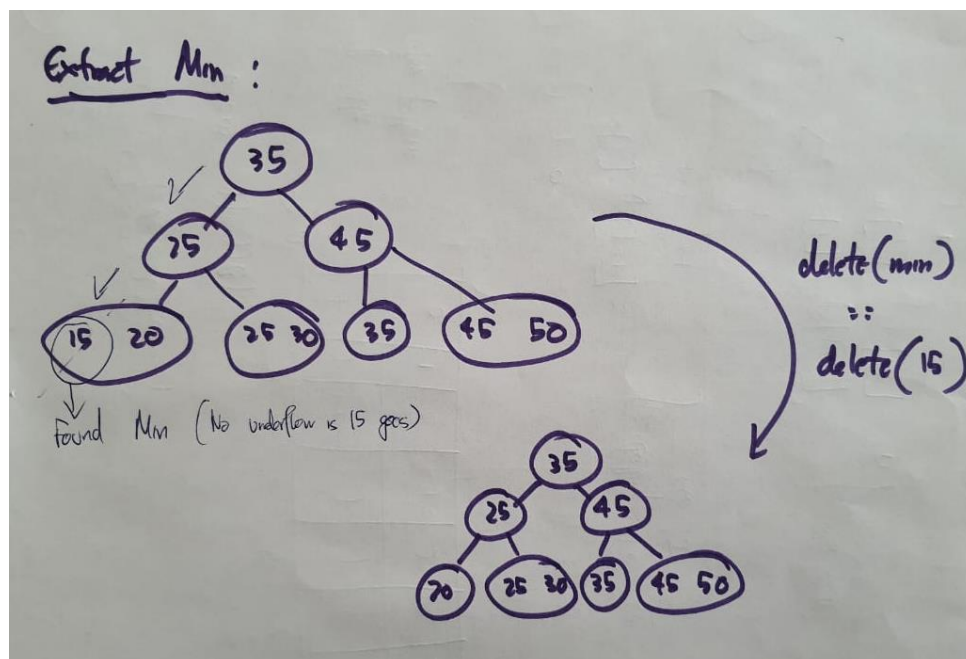 Extract Min :
35
25 45
15 20 25 30 35 45 50
Found Min (No underflow is 15 goes)
delete(min)
::
delete(15)
35
25 45
20 25 30 35 45 50